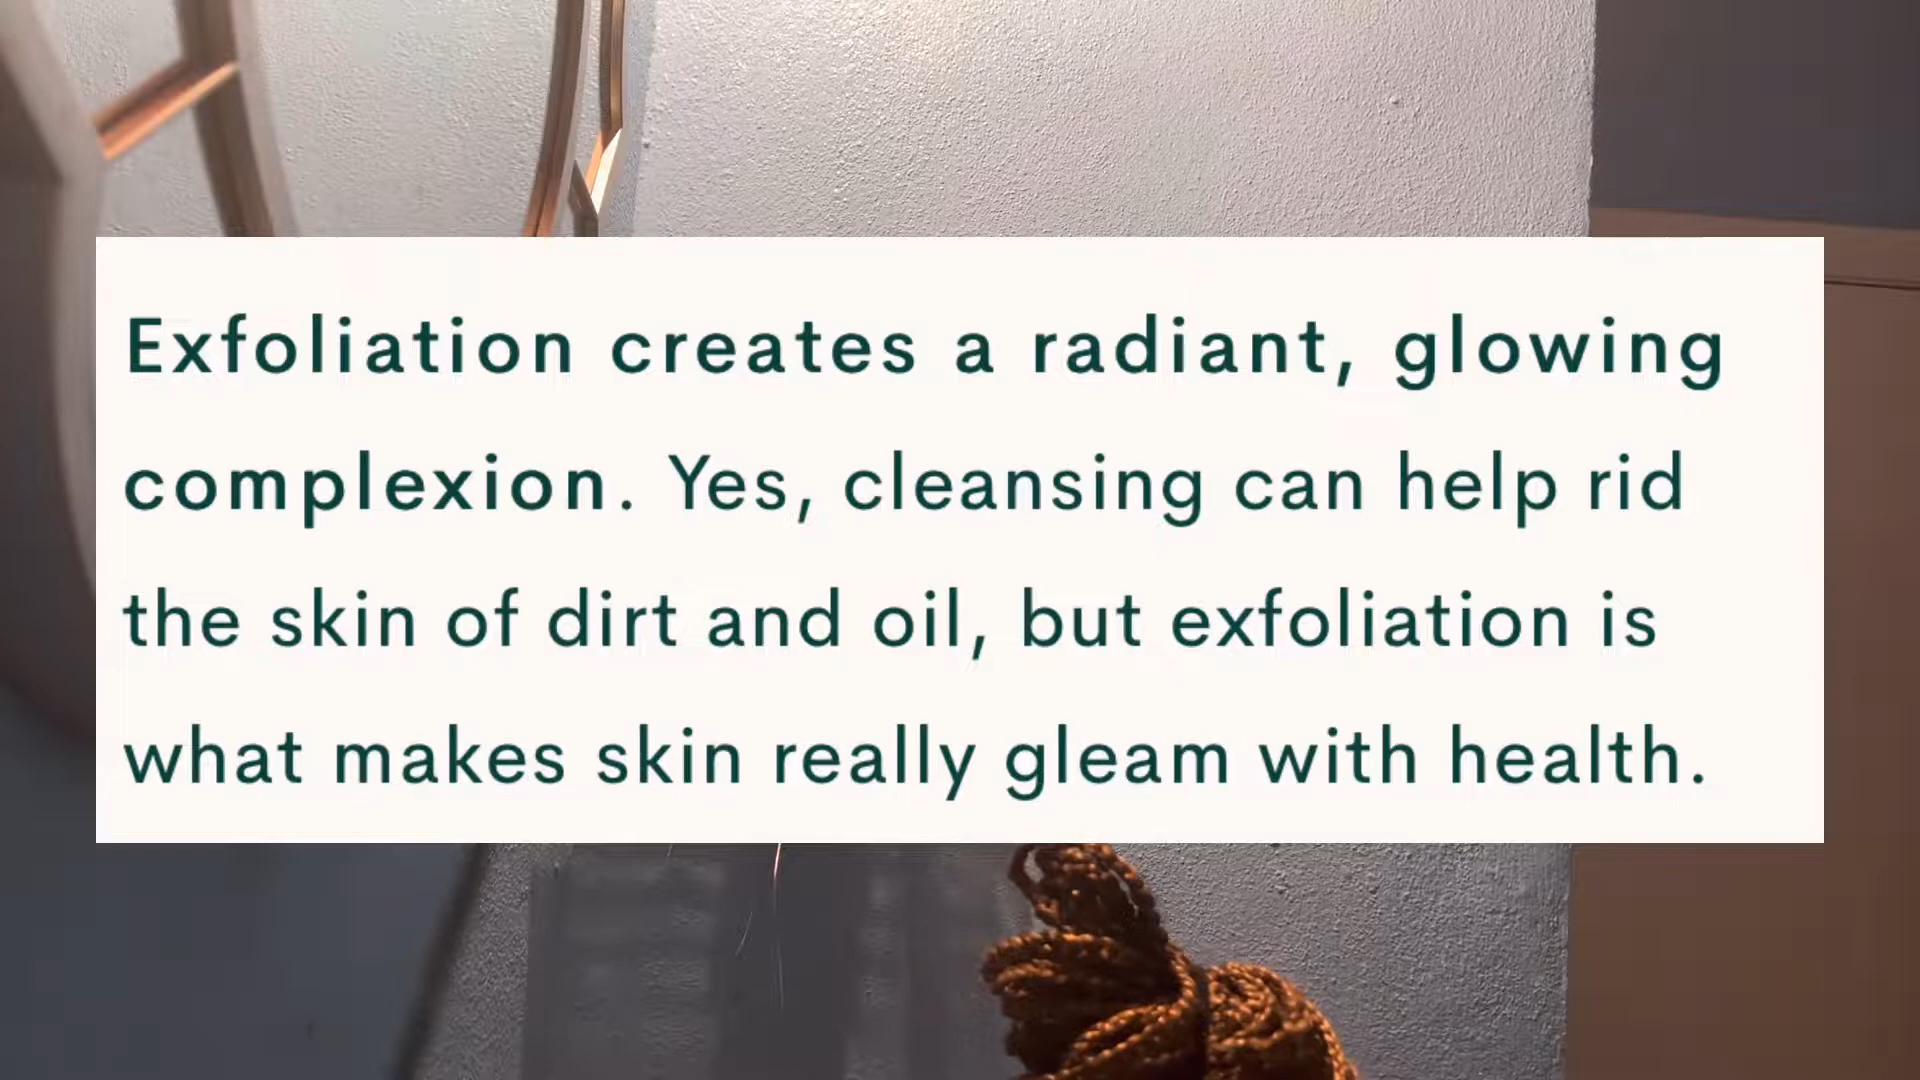 Exfoliation creates a radiant, glowing
complexion. Yes, cleansing can help rid
the skin of dirt and oil, but exfoliation is
what makes skin really gleam with health.